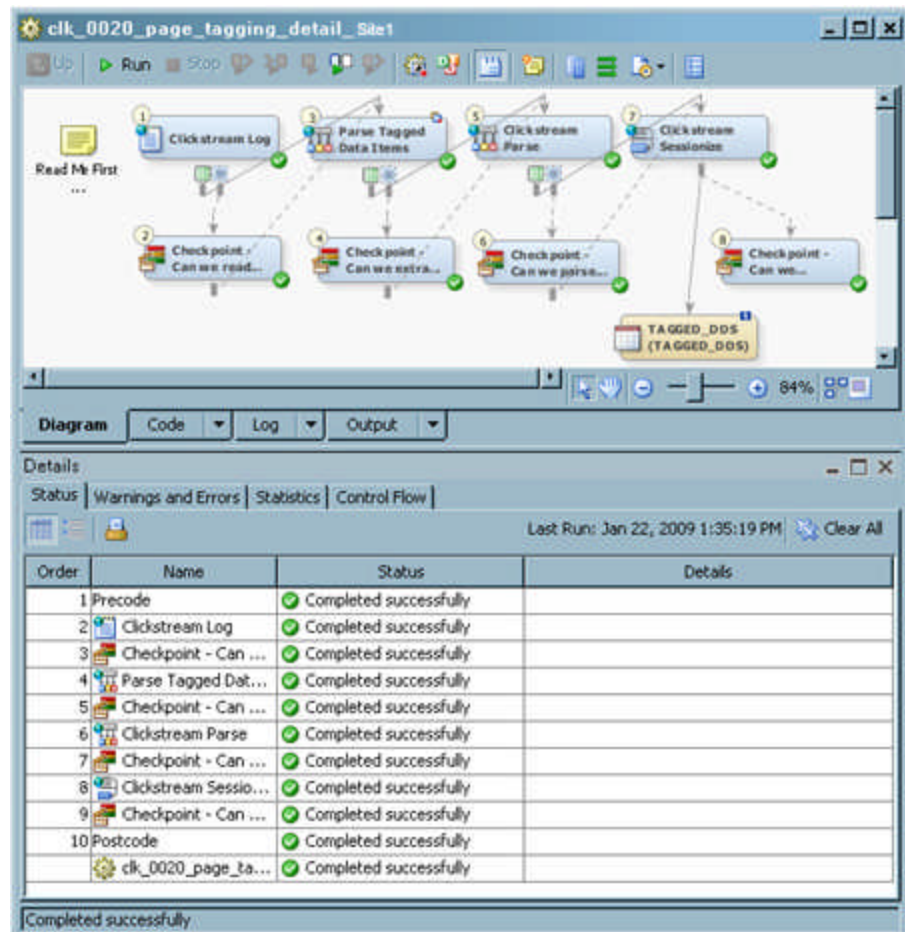 clk_0020_page_tagging_detail_ Site1
Up Run Stop
1
Clickstream Log
3
Parse Tagged
Data Items
5
Clickstream
Parse
7
Clickstream
Sessionize
Read Me First
...
2
Checkpoint -
Can we read...
4
Checkpoint -
Can we extra...
6
Checkpoint -
Can we parse...
8
Checkpoint -
Can we...
TAGGED_DDS
(TAGGED_DDS)
84%
Diagram Code Log Output
Details
Status Warnings and Errors Statistics Control Flow
Last Run: Jan 22, 2009 1:35:19 PM Clear All
Order Name Status Details
1 Precode Completed successfully
2 Clickstream Log Completed successfully
3 Checkpoint - Can ... Completed successfully
4 Parse Tagged Dat... Completed successfully
5 Checkpoint - Can ... Completed successfully
6 Clickstream Parse Completed successfully
7 Checkpoint - Can ... Completed successfully
8 Clickstream Sessio... Completed successfully
9 Checkpoint - Can ... Completed successfully
10 Postcode Completed successfully
clk_0020_page_ta... Completed successfully
Completed successfully